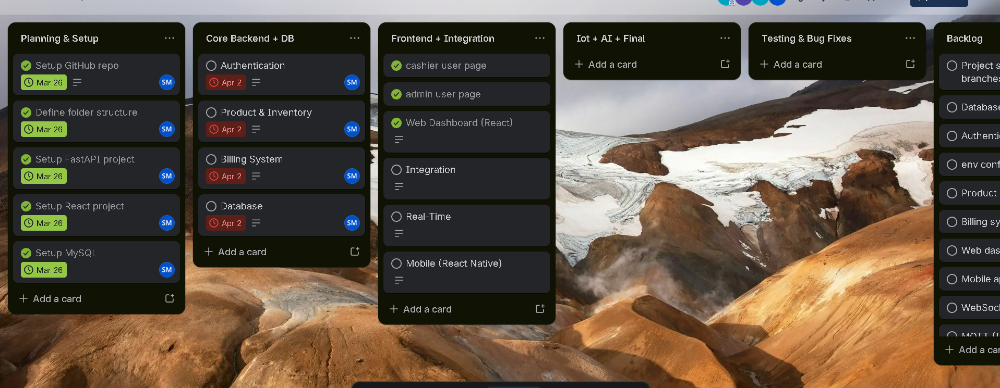 Planning & Setup
Setup GitHub repo
Mar 26
SM
Define folder structure
Mar 26
SM
Setup FastAPI project
Mar 26
SM
Setup React project
Mar 26
SM
Setup MySQL
Mar 26
SM
Add a card
Core Backend + DB
Authentication
Apr 2
SM
Product & Inventory
Apr 2
SM
Billing System
Apr 2
SM
Database
Apr 2
SM
Add a card
Frontend + Integration
cashier user page
admin user page
Web Dashboard (React)
Integration
Real-Time
Mobile (React Native)
Add a card
Iot + AI + Final
Add a card
Testing & Bug Fixes
Add a card
Backlog
Project s
branches
Database
Authenti
env conf
Product
Billing sy
Web das
Mobile a
WebSoc
Add a car